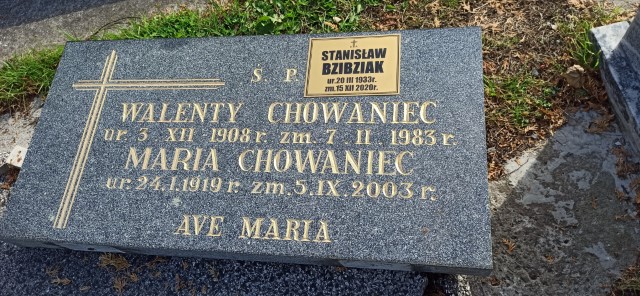 S. P.
STANISŁAW
BZIBZIAK
ur.20 III 1933r.
zm.15 XII 2020r.
WALENTY CHOWANIEC
ur. 3 XII 1908 r. zm. 7 II 1983 r.
MARIA CHOWANIEC
ur. 24.I.1919 r. zm.5.IX.2003 r.
AVE MARIA